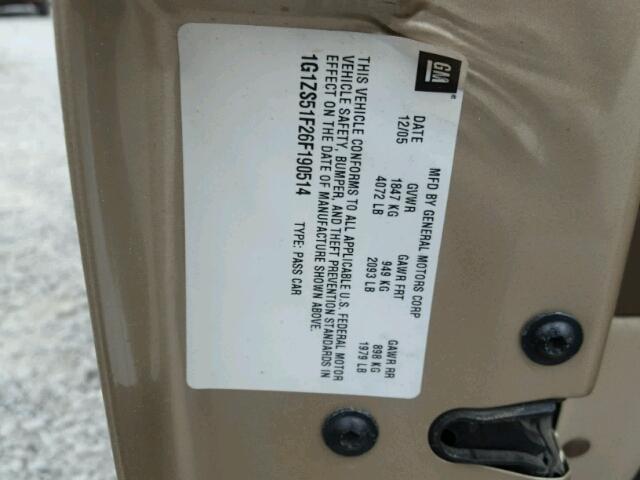 GM
MFD BY GENERAL MOTORS CORP
DATE GVWR GAWR FRT GAWR RR
12/05 1847 KG 949 KG 898 KG
4072 LB 2093 LB 1979 LB
THIS VEHICLE CONFORMS TO ALL APPLICABLE U.S. FEDERAL MOTOR
VEHICLE SAFETY, BUMPER, AND THEFT PREVENTION STANDARDS IN
EFFECT ON THE DATE OF MANUFACTURE SHOWN ABOVE.
1G1ZS51F26F190514 TYPE: PASS CAR